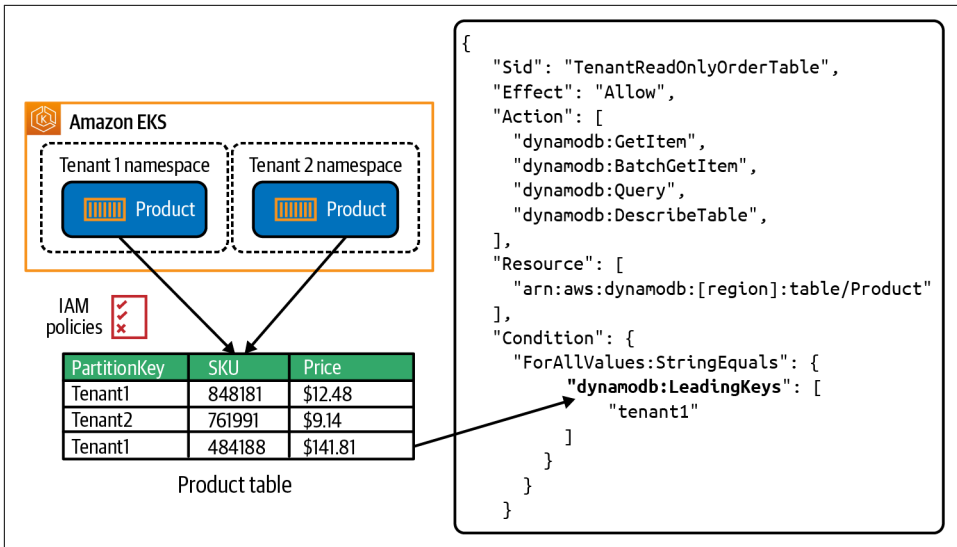 Amazon EKS
Tenant 1 namespace
Tenant 2 namespace
Product
Product
IAM
policies
PartitionKey SKU Price
Tenant1 848181 $12.48
Tenant2 761991 $9.14
Tenant1 484188 $141.81
Product table
{
"Sid": "TenantReadOnlyOrderTable",
"Effect": "Allow",
"Action": [
"dynamodb:GetItem",
"dynamodb:BatchGetItem",
"dynamodb:Query",
"dynamodb:DescribeTable",
],
"Resource": [
"arn:aws:dynamodb:[region]:table/Product"
],
"Condition": {
"ForAllValues:StringEquals": {
"dynamodb:LeadingKeys": [
"tenant1"
]
}
}
}